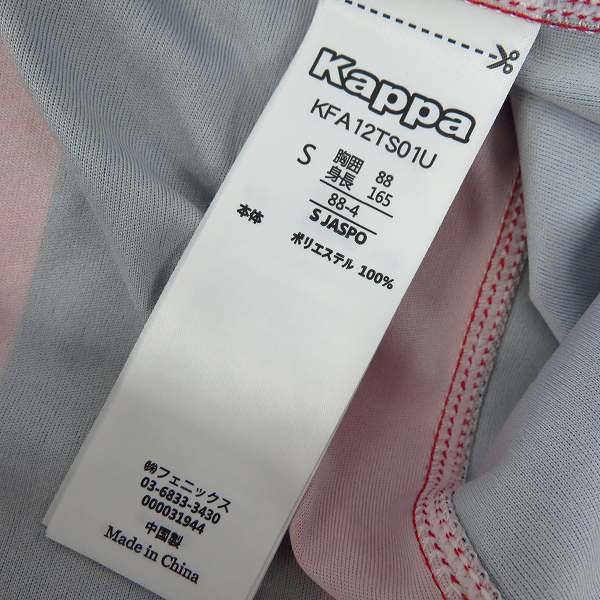 Kappa
KFA12TS01U
S 胸囲 88
身長 165
88-4
S JASPO
本体 ポリエステル 100%
㈱フェニックス
03-6833-3430
000031944
中国製
Made in China